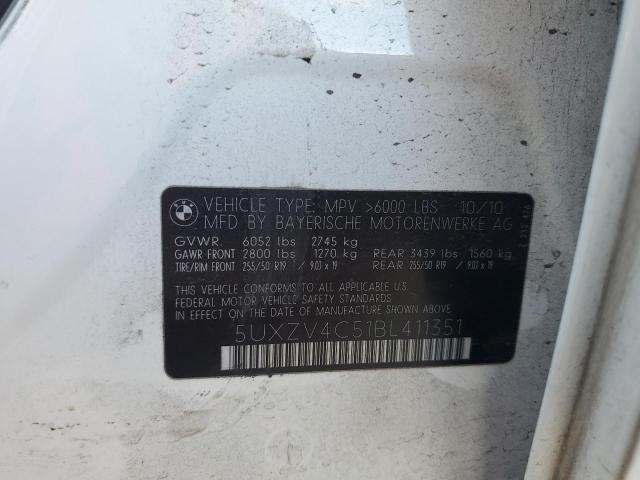 BMW
VEHICLE TYPE: MPV >6000 LBS 10/10
MFD BY BAYERISCHE MOTORENWERKE AG
GVWR. 6052 lbs 2745 kg
GAWR FRONT 2800 lbs 1270 kg REAR 3439 lbs 1560 kg
TIRE/RIM FRONT 255/50 R19 / 9.0J x 19 REAR 255/50 R19 / 9.0J x 19
THIS VEHICLE CONFORMS TO ALL APPLICABLE U.S.
FEDERAL MOTOR VEHICLE SAFETY STANDARDS IN
EFFECT ON THE DATE OF MANUFACTURE SHOWN ABOVE.
5UXZV4C51BL411351